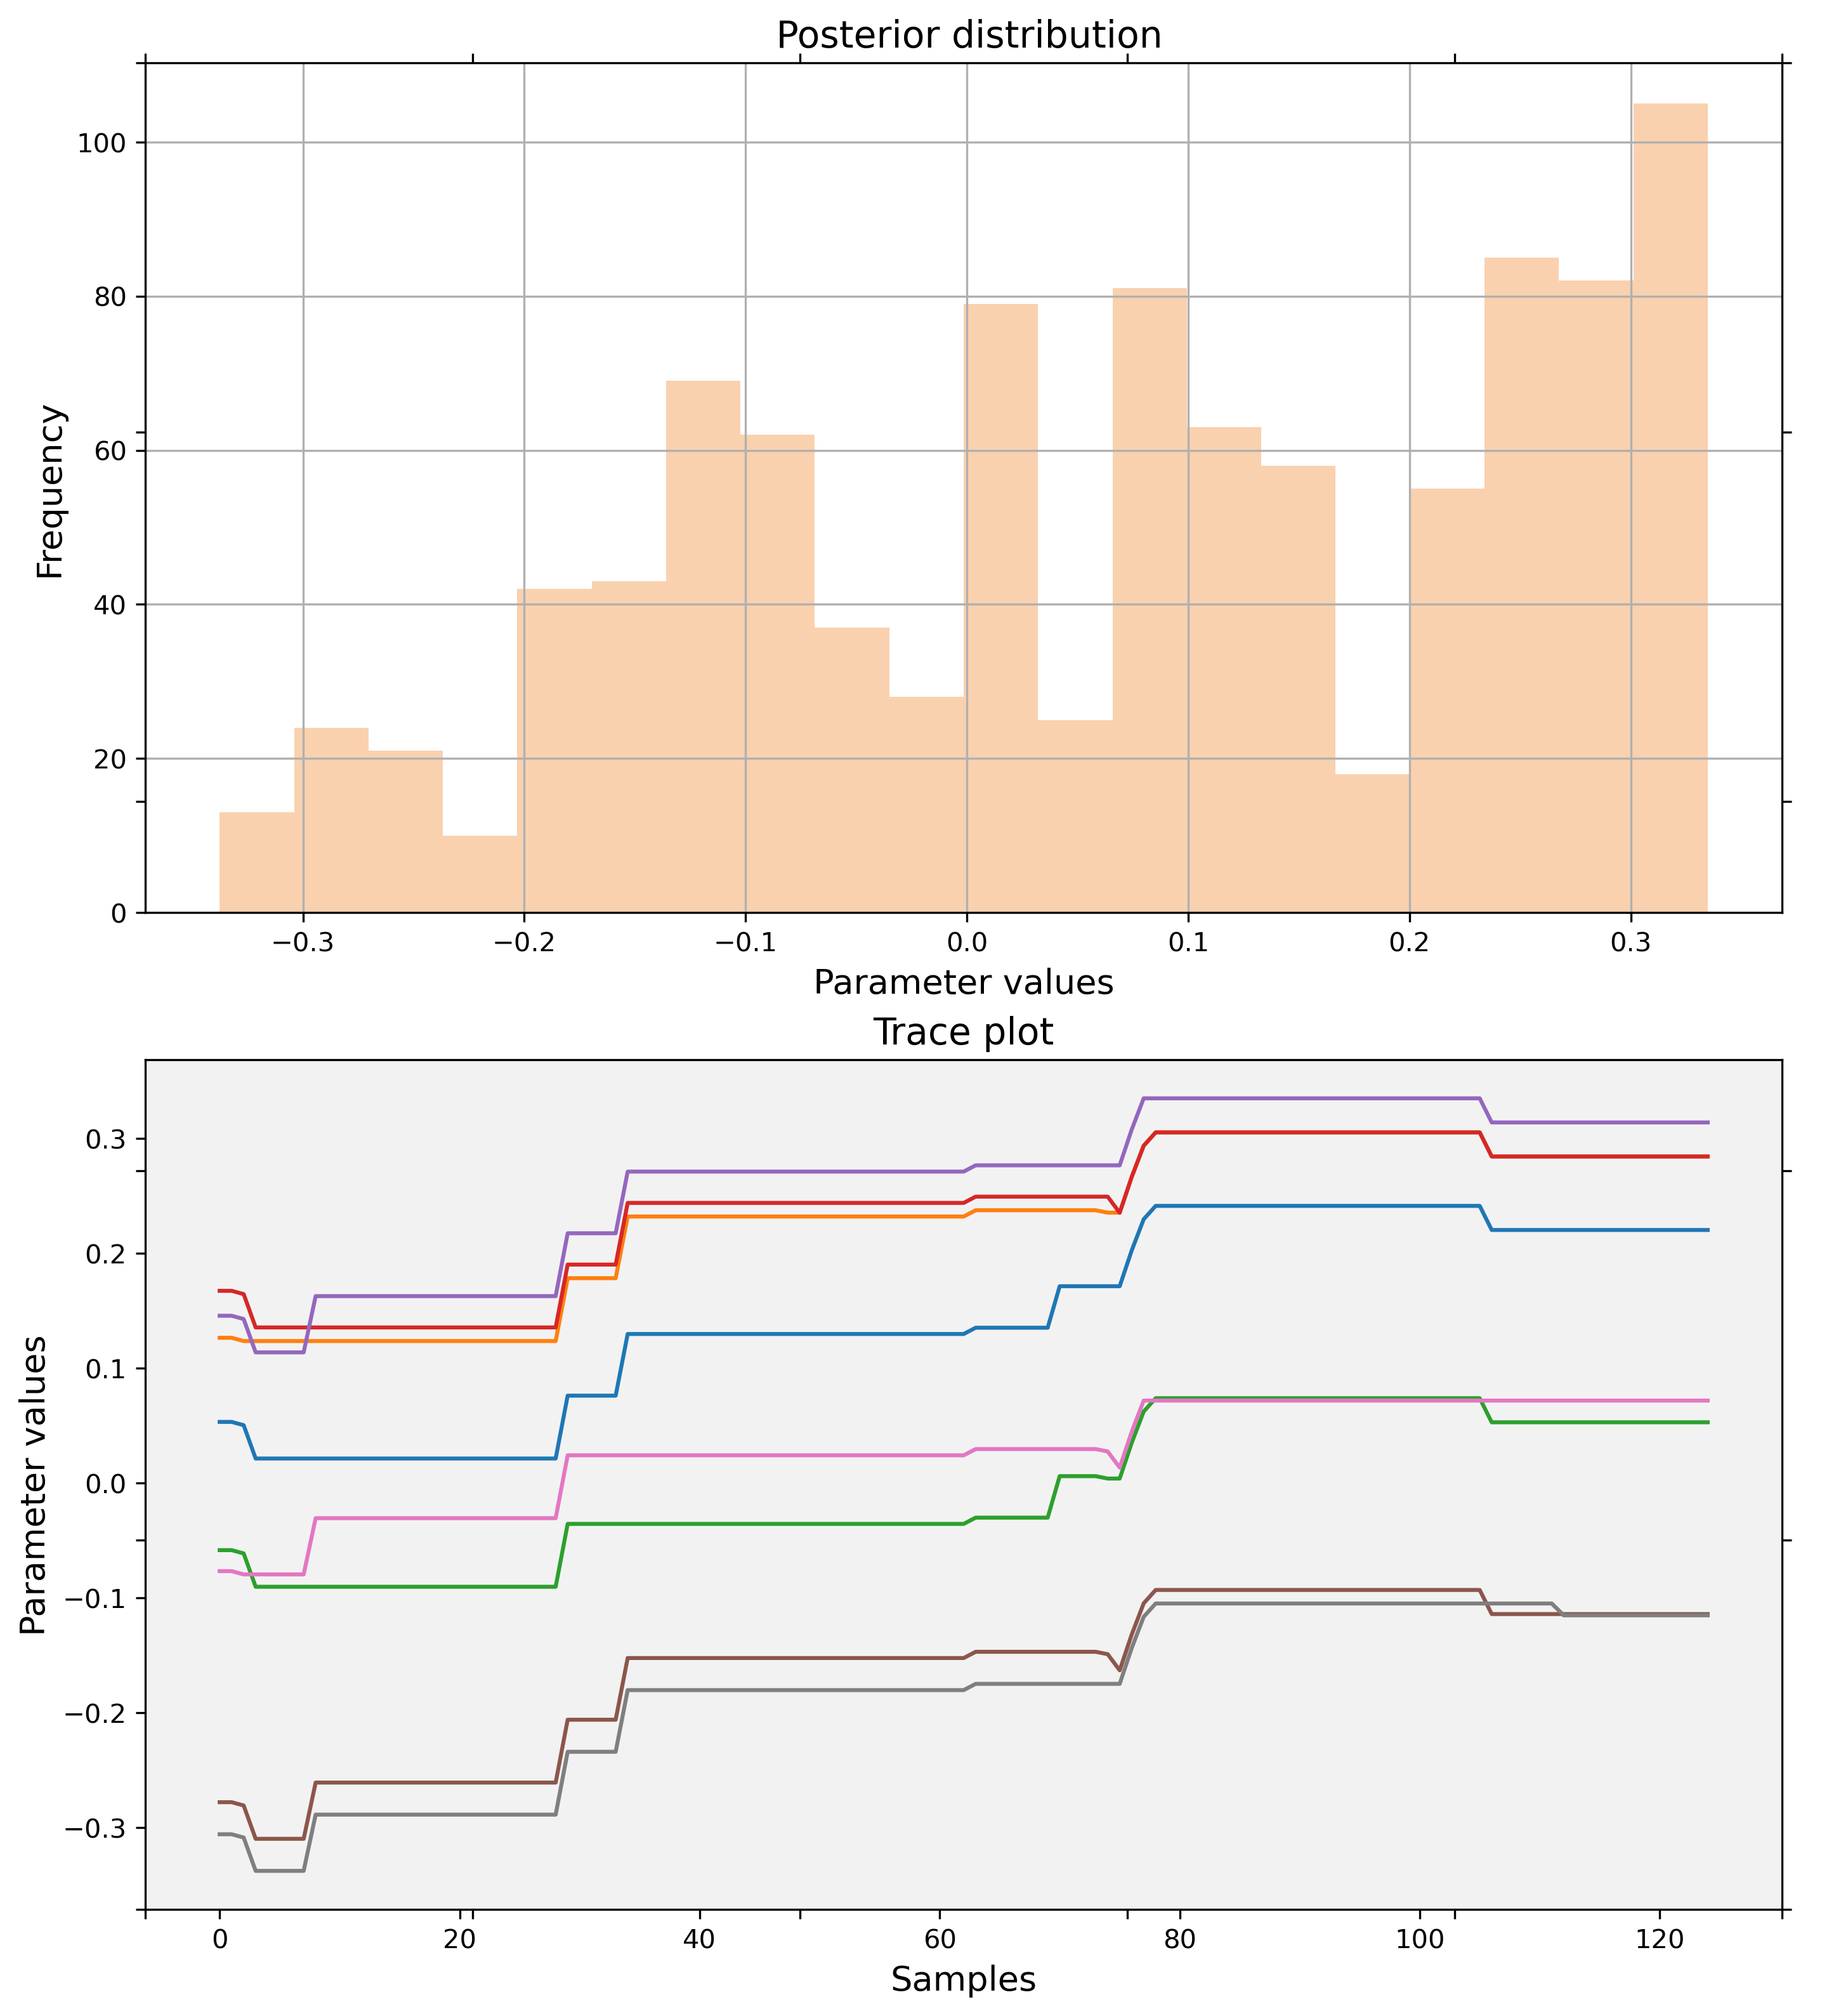 Posterior distribution
100
80
60
40
20
0
Frequency
−0.3 −0.2 −0.1 0.0 0.1 0.2 0.3
Parameter values
Trace plot
0.3
0.2
0.1
0.0
−0.1
−0.2
−0.3
Parameter values
0 20 40 60 80 100 120
Samples